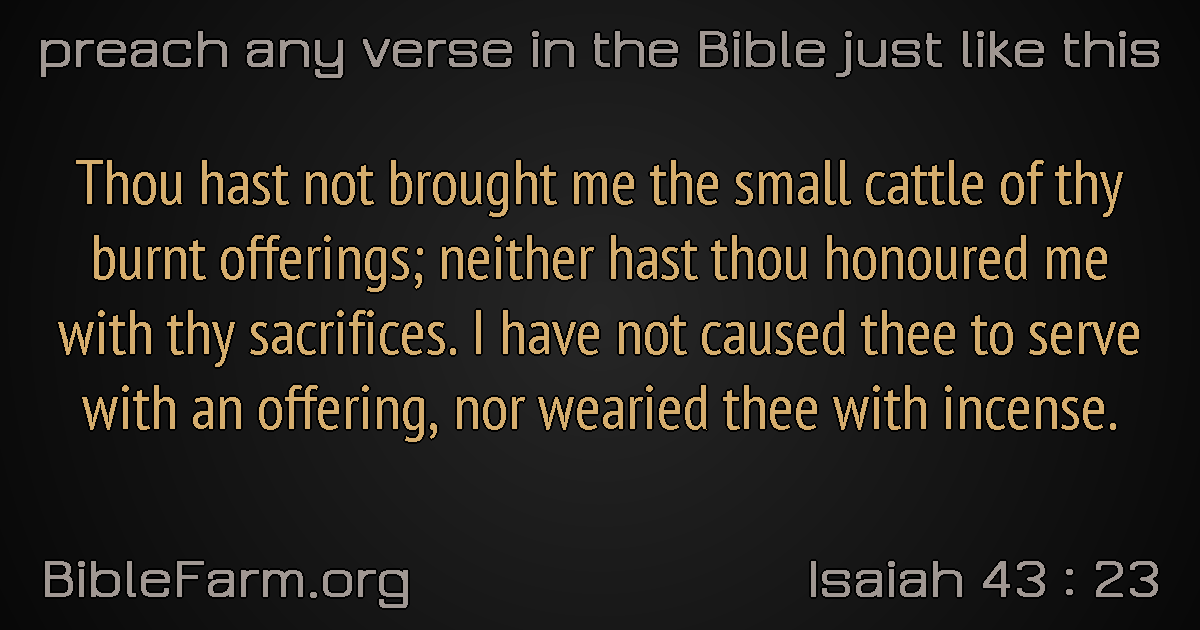 preach any verse in the Bible just like this
Thou hast not brought me the small cattle of thy
burnt offerings; neither hast thou honoured me
with thy sacrifices. I have not caused thee to serve
with an offering, nor wearied thee with incense.
BibleFarm.org
Isaiah 43 : 23